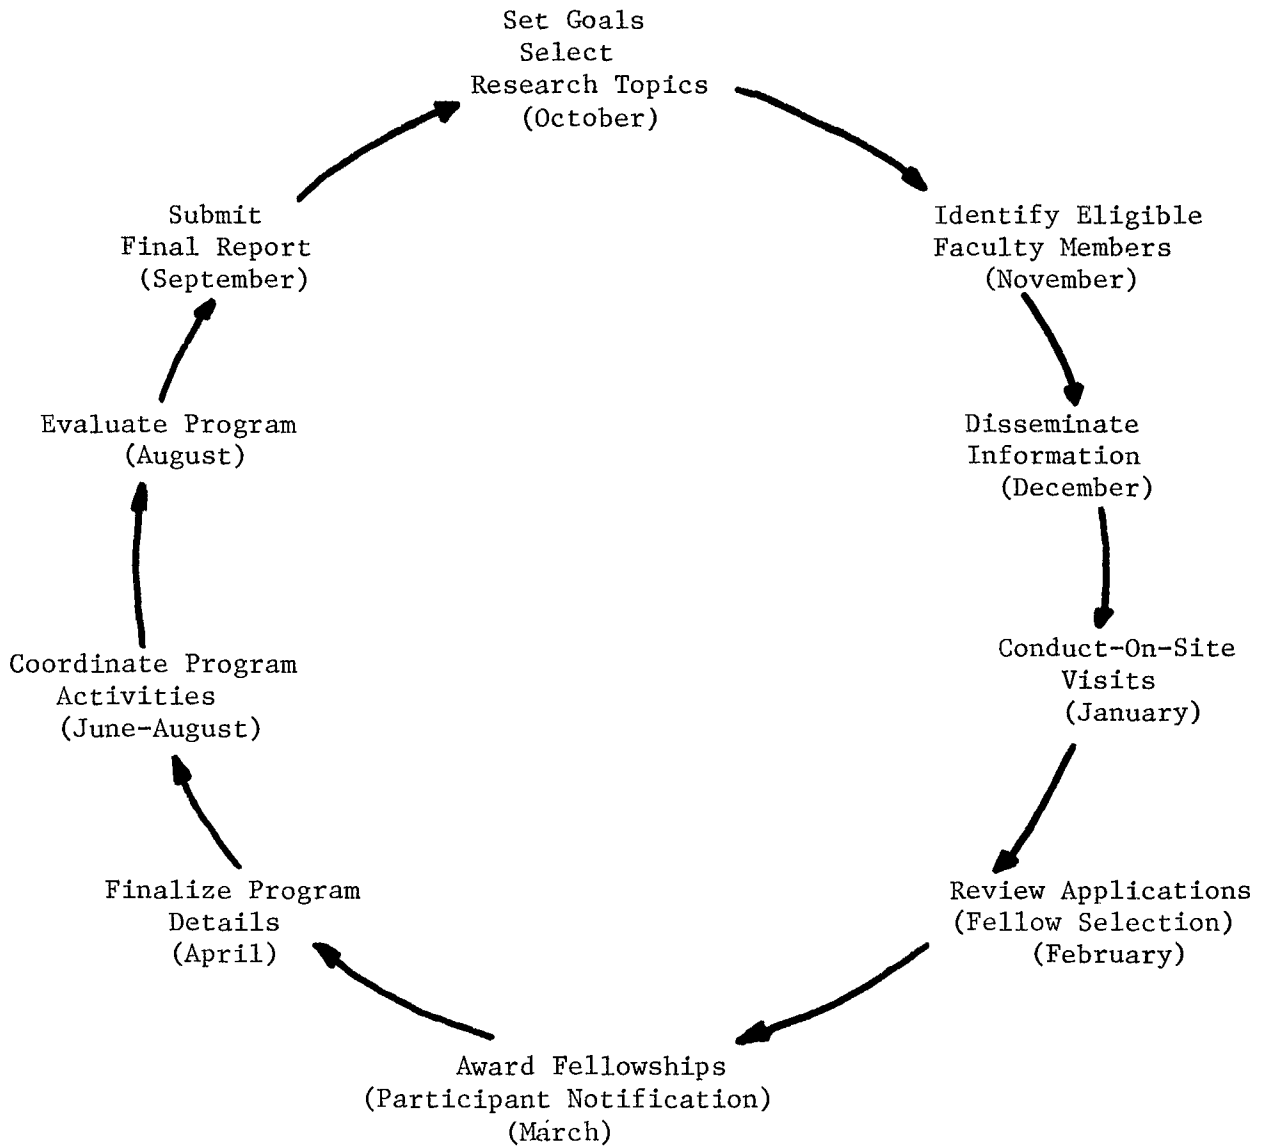 Set Goals
Select
Research Topics
(October)
Identify Eligible
Faculty Members
(November)
Disseminate
Information
(December)
Conduct-On-Site
Visits
(January)
Review Applications
(Fellow Selection)
(February)
Award Fellowships
(Participant Notification)
(March)
Finalize Program
Details
(April)
Coordinate Program
Activities
(June-August)
Evaluate Program
(August)
Submit
Final Report
(September)